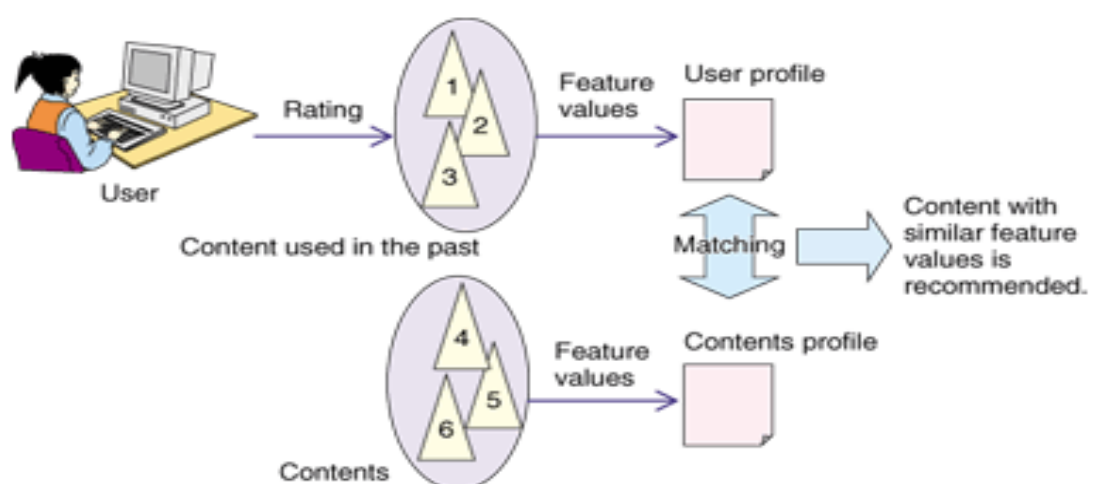 User
Rating
1
2
3
Content used in the past
Feature
values
User profile
Matching
Content with
similar feature
values is
recommended.
4
5
6
Contents
Feature
values
Contents profile